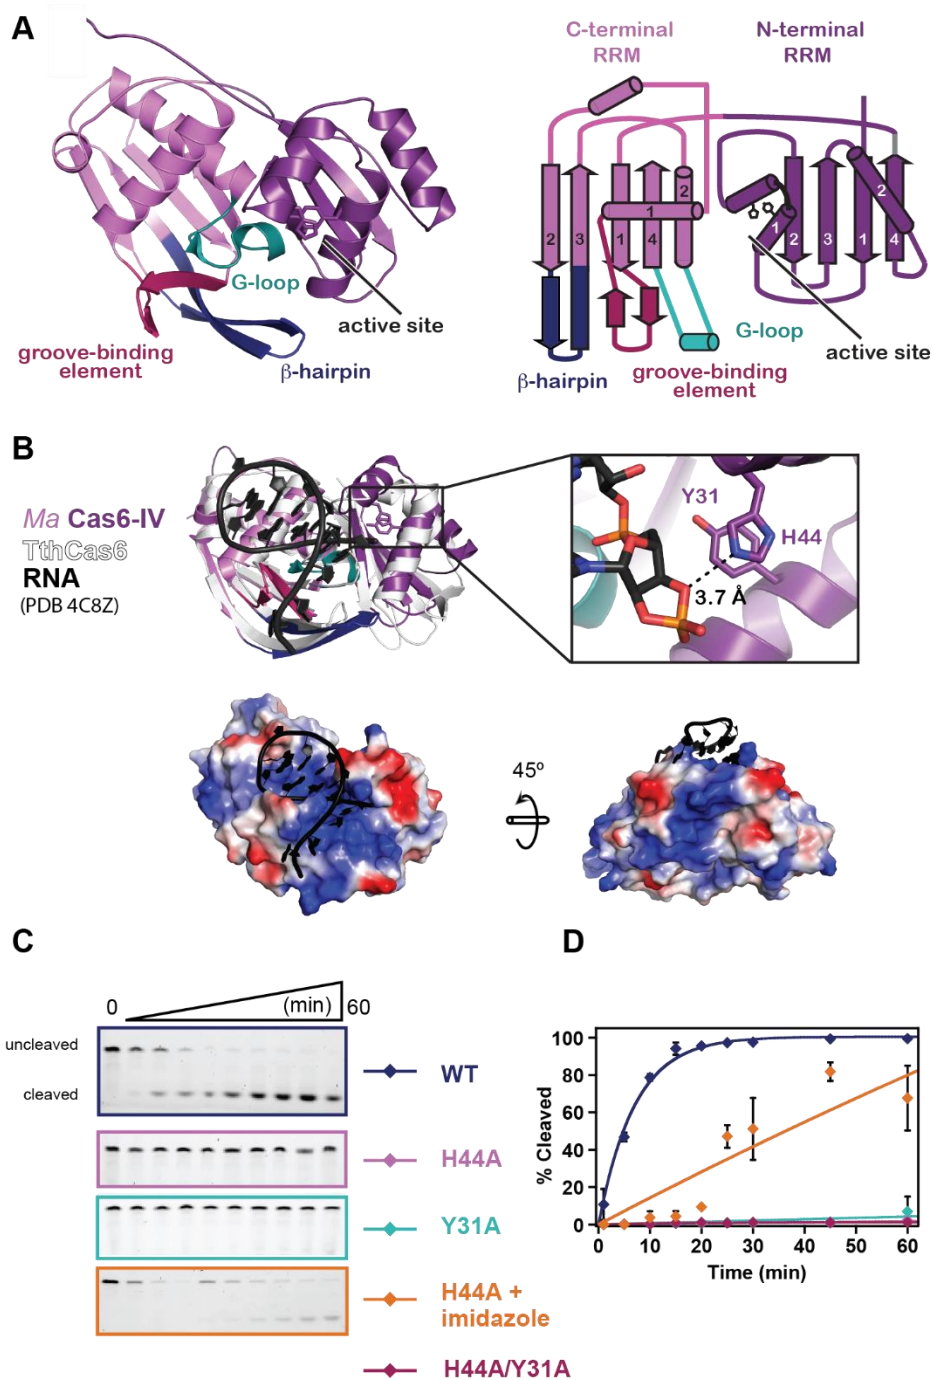 A
C-terminal
RRM
N-terminal
RRM
G-loop
active site
groove-binding
element
β-hairpin
2
3
1
4
1
2
1
2
3
1
4
2
G-loop
active site
β-hairpin
groove-binding
element
B
Ma Cas6-IV
TthCas6
RNA
(PDB 4C8Z)
Y31
H44
3.7 Å
45º
C
0
(min)
60
uncleaved
cleaved
WT
H44A
Y31A
H44A +
imidazole
H44A/Y31A
D
% Cleaved
100
80
60
40
20
0
0
10
20
30
40
50
60
Time (min)